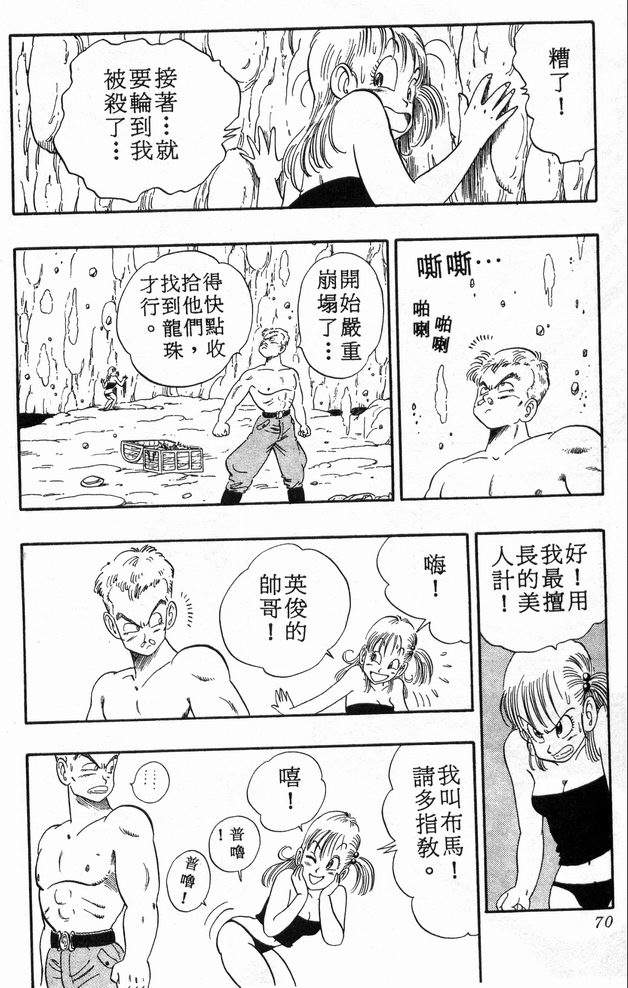 糟了！
接著…就
要輪到我
被殺了…
嘶嘶…
啪喇
啪喇
開始嚴重
崩塌了…
得快點收
拾他們，
找到龍珠
才行。
好！用
我最擅
長的美
人計！
嗨！
英俊的
帥哥！
我叫布馬！
請多指教。
嘻！
普嚕
！
普嚕！
……
70